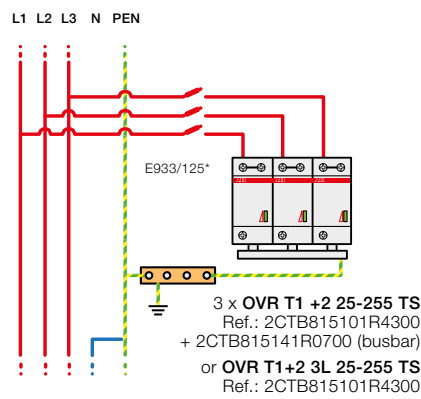 L1 L2 L3 N PEN
E933/125*
3 x OVR T1 +2 25-255 TS
Ref.: 2CTB815101R4300
+ 2CTB815141R0700 (busbar)
or OVR T1+2 3L 25-255 TS
Ref.: 2CTB815101R4300